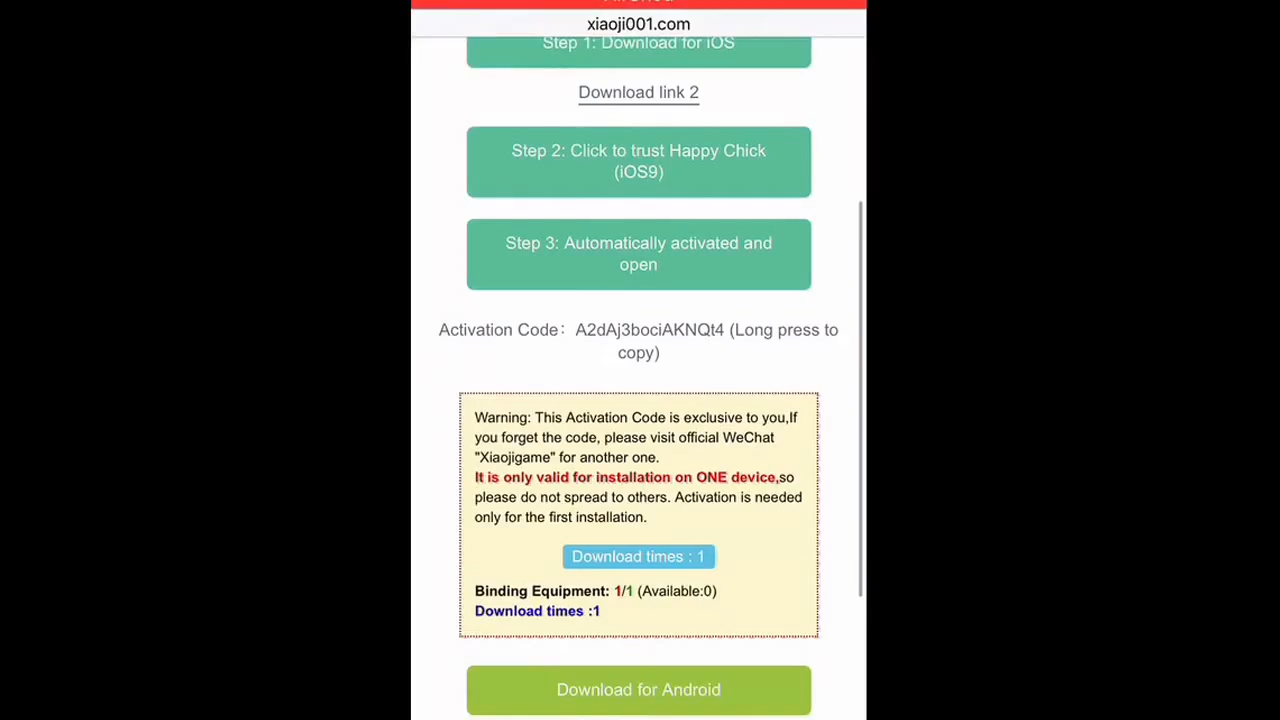 xiaoji001.com
Step 1: Download for iOS
Download link 2
Step 2: Click to trust Happy Chick
(iOS9)
Step 3: Automatically activated and
open
Activation Code： A2dAj3bociAKNQt4 (Long press to
copy)
Warning: This Activation Code is exclusive to you,If
you forget the code, please visit official WeChat
"Xiaojigame" for another one.
It is only valid for installation on ONE device,so
please do not spread to others. Activation is needed
only for the first installation.
Download times : 1
Binding Equipment: 1/1 (Available:0)
Download times :1
Download for Android